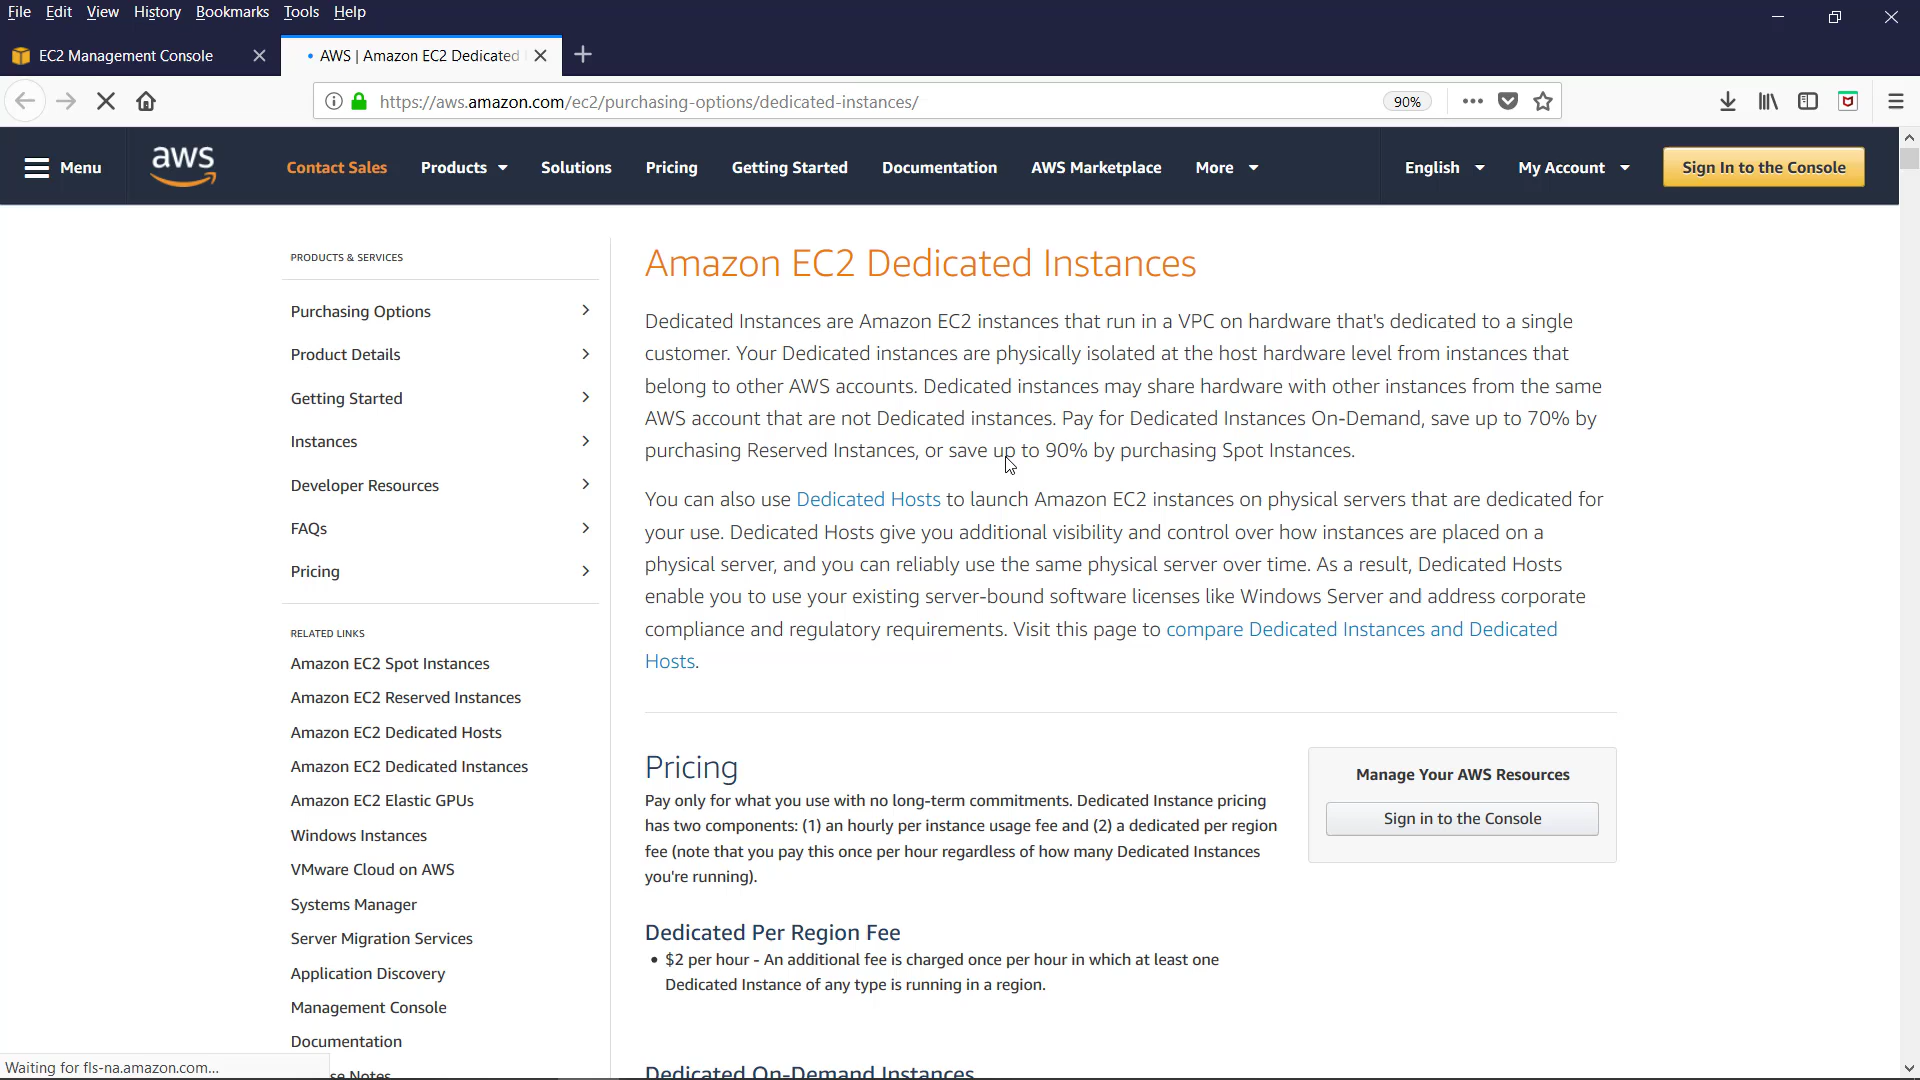 File Edit View History Bookmarks Tools Help
EC2 Management Console
AWS | Amazon EC2 Dedicated
https://aws.amazon.com/ec2/purchasing-options/dedicated-instances/
90%
Menu
aws
Contact Sales
Products
Solutions
Pricing
Getting Started
Documentation
AWS Marketplace
More
English
My Account
Sign In to the Console
PRODUCTS & SERVICES
Purchasing Options
Product Details
Getting Started
Instances
Developer Resources
FAQs
Pricing
RELATED LINKS
Amazon EC2 Spot Instances
Amazon EC2 Reserved Instances
Amazon EC2 Dedicated Hosts
Amazon EC2 Dedicated Instances
Amazon EC2 Elastic GPUs
Windows Instances
VMware Cloud on AWS
Systems Manager
Server Migration Services
Application Discovery
Management Console
Documentation
Amazon EC2 Dedicated Instances
Dedicated Instances are Amazon EC2 instances that run in a VPC on hardware that's dedicated to a single
customer. Your Dedicated instances are physically isolated at the host hardware level from instances that
belong to other AWS accounts. Dedicated instances may share hardware with other instances from the same
AWS account that are not Dedicated instances. Pay for Dedicated Instances On-Demand, save up to 70% by
purchasing Reserved Instances, or save up to 90% by purchasing Spot Instances.
You can also use Dedicated Hosts to launch Amazon EC2 instances on physical servers that are dedicated for
your use. Dedicated Hosts give you additional visibility and control over how instances are placed on a
physical server, and you can reliably use the same physical server over time. As a result, Dedicated Hosts
enable you to use your existing server-bound software licenses like Windows Server and address corporate
compliance and regulatory requirements. Visit this page to compare Dedicated Instances and Dedicated
Hosts.
Pricing
Pay only for what you use with no long-term commitments. Dedicated Instance pricing
has two components: (1) an hourly per instance usage fee and (2) a dedicated per region
fee (note that you pay this once per hour regardless of how many Dedicated Instances
you're running).
Manage Your AWS Resources
Sign in to the Console
Dedicated Per Region Fee
• $2 per hour - An additional fee is charged once per hour in which at least one
Dedicated Instance of any type is running in a region.
Dedicated On-Demand Instances
Waiting for fls-na.amazon.com...